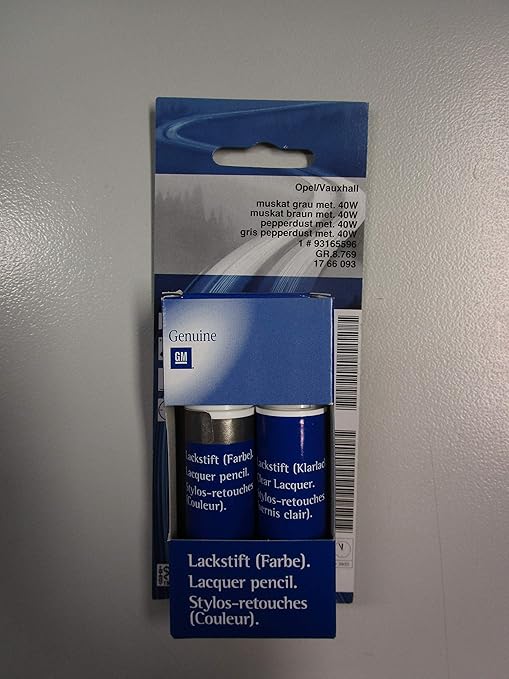 Opel/Vauxhall
muskat grau met. 40W
muskat braun met. 40W
pepperdust met. 40W
gris pepperdust met. 40W
1 # 93165596
GR.8.769
17 66 093
Genuine
GM
Lackstift (Farbe).
Lacquer pencil.
Stylos-retouches
(Couleur).
Lackstift (Klarlac
Clear Lacquer.
Stylos-retouches
vernis clair).
Lackstift (Farbe).
Lacquer pencil.
Stylos-retouches
(Couleur).